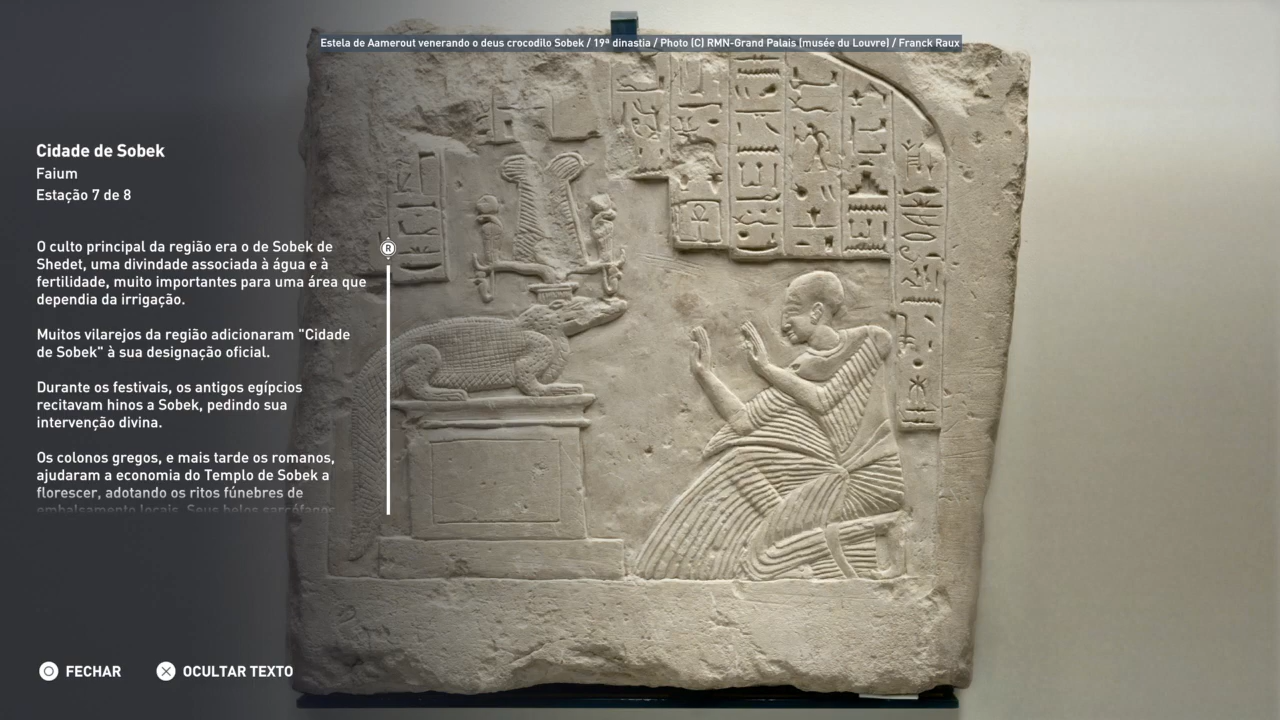 Estela de Aamerout venerando o deus crocodilo Sobek / 19ª dinastia / Photo (C) RMN-Grand Palais (musée du Louvre) / Franck Raux
Cidade de Sobek
Faium
Estação 7 de 8
O culto principal da região era o de Sobek de
Shedet, uma divindade associada à água e à
fertilidade, muito importantes para uma área que
dependia da irrigação.
Muitos vilarejos da região adicionaram "Cidade
de Sobek" à sua designação oficial.
Durante os festivais, os antigos egípcios
recitavam hinos a Sobek, pedindo sua
intervenção divina.
Os colonos gregos, e mais tarde os romanos,
ajudaram a economia do Templo de Sobek a
florescer, adotando os ritos fúnebres de
embalsamento locais. Seus belos sarcófagos
R
FECHAR
OCULTAR TEXTO